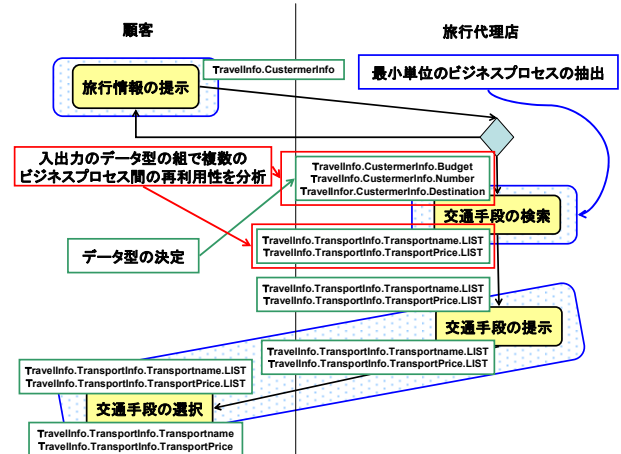 顧客
旅行代理店
TravelInfo.CustermerInfo
最小単位のビジネスプロセスの抽出
旅行情報の提示
入出力のデータ型の組で複数の
ビジネスプロセス間の再利用性を分析
TravelInfo.CustermerInfo.Budget
TravelInfo.CustermerInfo.Number
TravelInfor.CustermerInfo.Destination
交通手段の検索
データ型の決定
TravelInfo.TransportInfo.Transportname.LIST
TravelInfo.TransportInfo.TransportPrice.LIST
TravelInfo.TransportInfo.Transportname.LIST
TravelInfo.TransportInfo.TransportPrice.LIST
交通手段の提示
TravelInfo.TransportInfo.Transportname.LIST
TravelInfo.TransportInfo.TransportPrice.LIST
TravelInfo.TransportInfo.Transportname.LIST
TravelInfo.TransportInfo.TransportPrice.LIST
交通手段の選択
TravelInfo.TransportInfo.Transportname
TravelInfo.TransportInfo.TransportPrice